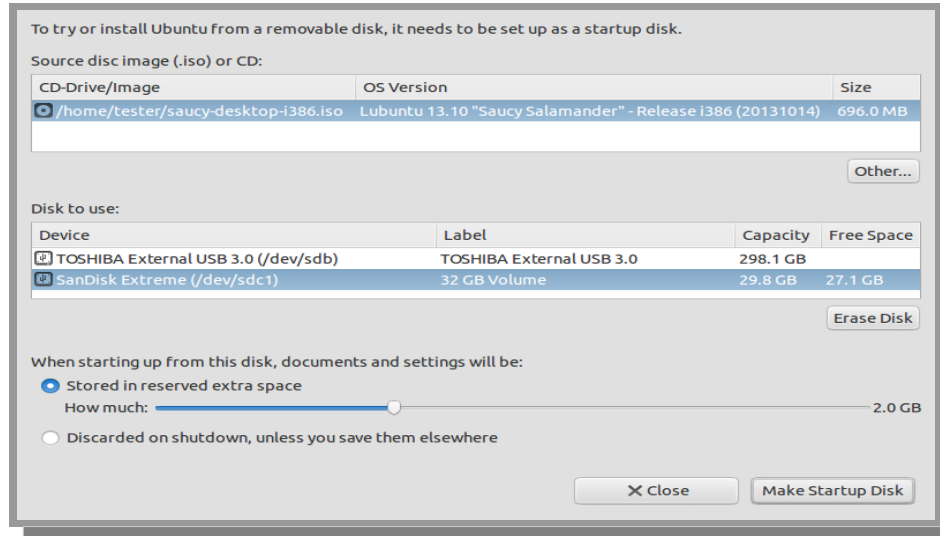 To try or install Ubuntu from a removable disk, it needs to be set up as a startup disk.
Source disc image (.iso) or CD:
CD-Drive/Image OS Version Size
/home/tester/saucy-desktop-i386.iso Lubuntu 13.10 "Saucy Salamander" - Release i386 (20131014) 696.0 MB
Other...
Disk to use:
Device Label Capacity Free Space
TOSHIBA External USB 3.0 (/dev/sdb) TOSHIBA External USB 3.0 298.1 GB
SanDisk Extreme (/dev/sdc1) 32 GB Volume 29.8 GB 27.1 GB
Erase Disk
When starting up from this disk, documents and settings will be:
Stored in reserved extra space
How much: 2.0 GB
Discarded on shutdown, unless you save them elsewhere
Close Make Startup Disk